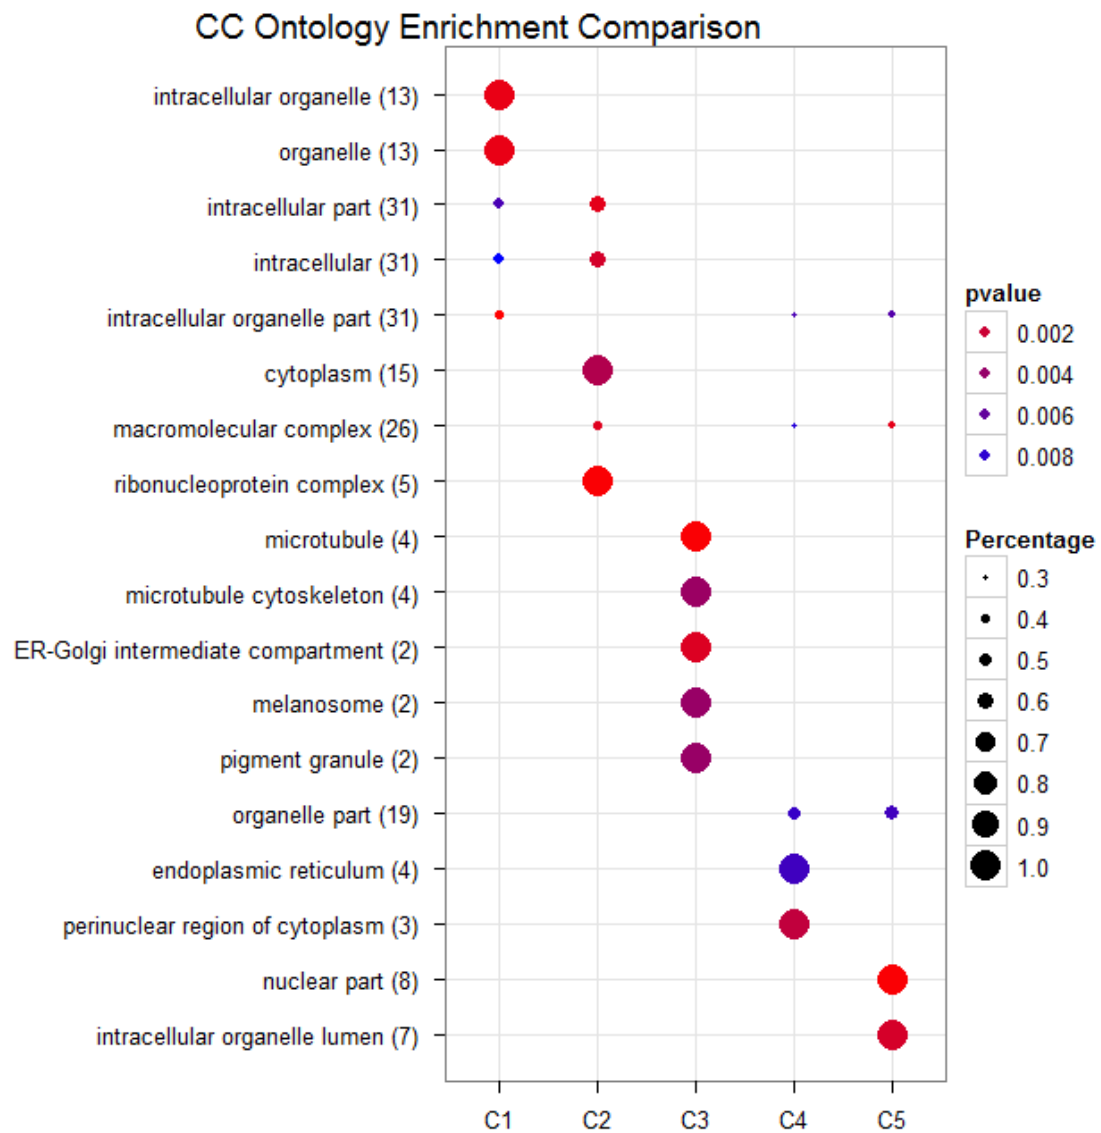 CC Ontology Enrichment Comparison
intracellular organelle (13)
organelle (13)
intracellular part (31)
intracellular (31)
intracellular organelle part (31)
cytoplasm (15)
macromolecular complex (26)
ribonucleoprotein complex (5)
microtubule (4)
microtubule cytoskeleton (4)
ER-Golgi intermediate compartment (2)
melanosome (2)
pigment granule (2)
organelle part (19)
endoplasmic reticulum (4)
perinuclear region of cytoplasm (3)
nuclear part (8)
intracellular organelle lumen (7)
C1 C2 C3 C4 C5
pvalue
0.002
0.004
0.006
0.008
Percentage
0.3
0.4
0.5
0.6
0.7
0.8
0.9
1.0